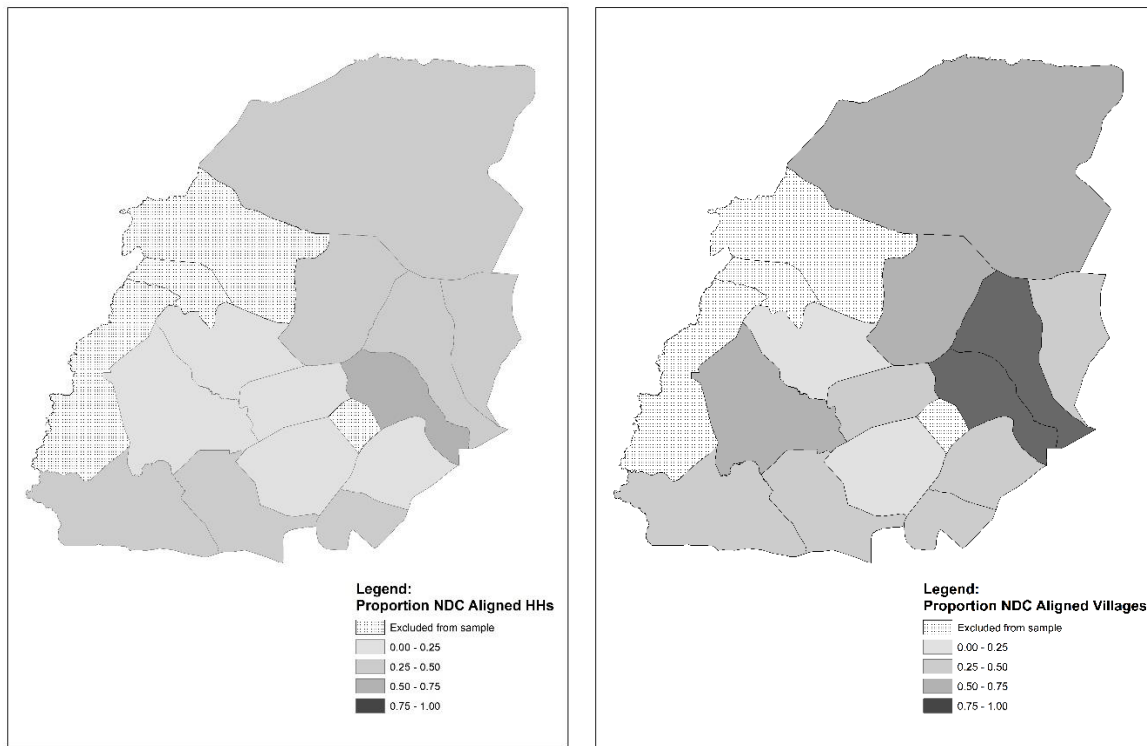 Legend:
Proportion NDC Aligned HHs
Excluded from sample
0.00 - 0.25
0.25 - 0.50
0.50 - 0.75
0.75 - 1.00
Legend:
Proportion NDC Aligned Villages
Excluded from sample
0.00 - 0.25
0.25 - 0.50
0.50 - 0.75
0.75 - 1.00